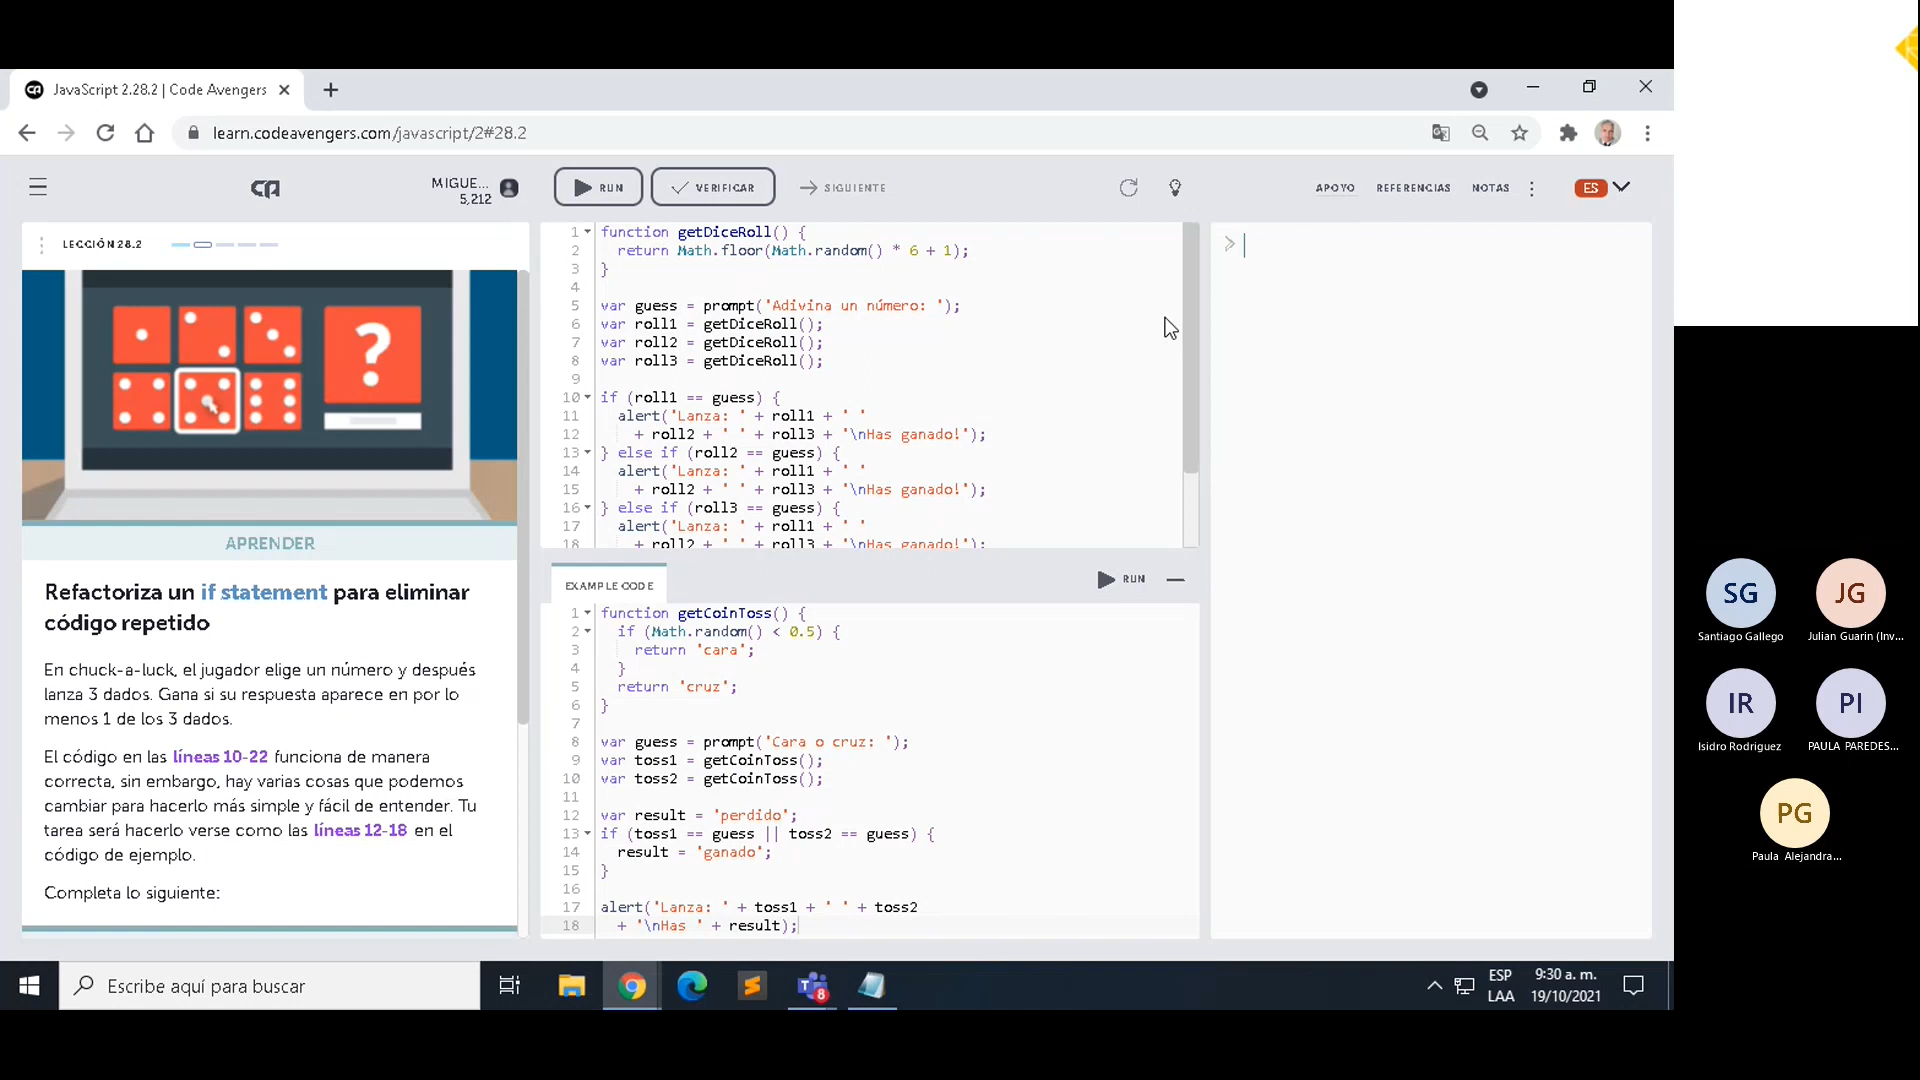 JavaScript 2.28.2 | Code Avengers
learn.codeavengers.com/javascript/2#28.2
MIGUE...
5,212
RUN
VERIFICAR
SIGUIENTE
APOYO
REFERENCIAS
NOTAS
ES
LECCIÓN 28.2
?
APRENDER
Refactoriza un if statement para eliminar
código repetido
En chuck-a-luck, el jugador elige un número y después
lanza 3 dados. Gana si su respuesta aparece en por lo
menos 1 de los 3 dados.
El código en las líneas 10-22 funciona de manera
correcta, sin embargo, hay varias cosas que podemos
cambiar para hacerlo más simple y fácil de entender. Tu
tarea será hacerlo verse como las líneas 12-18 en el
código de ejemplo.
Completa lo siguiente:
1 function getDiceRoll() {
2 return Math.floor(Math.random() * 6 + 1);
3 }
4
5 var guess = prompt('Adivina un número: ');
6 var roll1 = getDiceRoll();
7 var roll2 = getDiceRoll();
8 var roll3 = getDiceRoll();
9
10 if (roll1 == guess) {
11 alert('Lanza: ' + roll1 + ' '
12 + roll2 + ' ' + roll3 + '\nHas ganado!');
13 } else if (roll2 == guess) {
14 alert('Lanza: ' + roll1 + ' '
15 + roll2 + ' ' + roll3 + '\nHas ganado!');
16 } else if (roll3 == guess) {
17 alert('Lanza: ' + roll1 + ' '
18 + roll2 + ' ' + roll3 + '\nHas ganado!');
>
EXAMPLE CODE
RUN
1 function getCoinToss() {
2 if (Math.random() < 0.5) {
3 return 'cara';
4 }
5 return 'cruz';
6 }
7
8 var guess = prompt('Cara o cruz: ');
9 var toss1 = getCoinToss();
10 var toss2 = getCoinToss();
11
12 var result = 'perdido';
13 if (toss1 == guess || toss2 == guess) {
14 result = 'ganado';
15 }
16
17 alert('Lanza: ' + toss1 + ' ' + toss2
18 + '\nHas ' + result);
SG
Santiago Gallego
JG
Julian Guarin (Inv...
IR
Isidro Rodriguez
PI
PAULA PAREDES...
PG
Paula Alejandra...
Escribe aquí para buscar
8
ESP
LAA
9:30 a. m.
19/10/2021